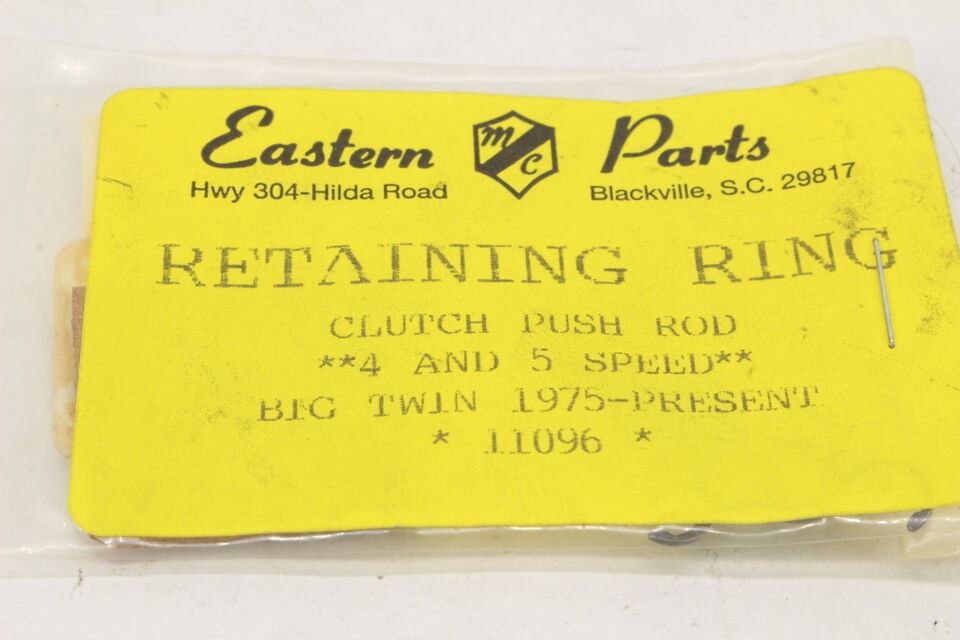 Eastern MC Parts
Hwy 304-Hilda Road Blackville, S.C. 29817
RETAINING RING
CLUTCH PUSH ROD
**4 AND 5 SPEED**
BIG TWIN 1975-PRESENT
* 11096 *